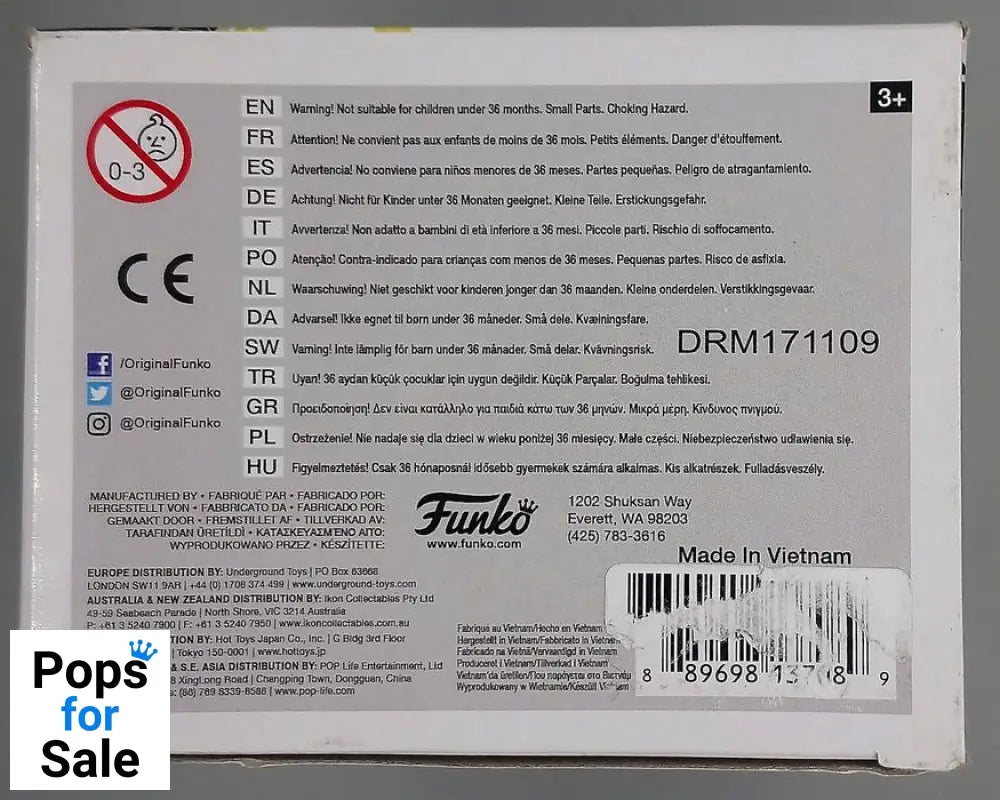 3+
0-3
EN Warning! Not suitable for children under 36 months. Small Parts. Choking Hazard.
FR Attention! Ne convient pas aux enfants de moins de 36 mois. Petits éléments. Danger d'étouffement.
ES Advertencia! No conviene para niños menores de 36 meses. Partes pequeñas. Peligro de atragantamiento.
DE Achtung! Nicht für Kinder unter 36 Monaten geeignet. Kleine Teile. Erstickungsgefahr.
IT Avvertenza! Non adatto a bambini di età inferiore a 36 mesi. Piccole parti. Rischio di soffocamento.
PO Atenção! Contra-indicado para crianças com menos de 36 meses. Pequenas partes. Risco de asfixia.
NL Waarschuwing! Niet geschikt voor kinderen jonger dan 36 maanden. Kleine onderdelen. Verstikkingsgevaar.
DA Advarsel! Ikke egnet til børn under 36 måneder. Små dele. Kvælningsfare.
SW Varning! Inte lämplig för barn under 36 månader. Små delar. Kvävningsrisk.
TR Uyarı! 36 aydan küçük çocuklar için uygun değildir. Küçük Parçalar. Boğulma tehlikesi.
GR Προειδοποίηση! Δεν είναι κατάλληλο για παιδιά κάτω των 36 μηνών. Μικρά μέρη. Κίνδυνος πνιγμού.
PL Ostrzeżenie! Nie nadaje się dla dzieci w wieku poniżej 36 miesięcy. Małe części. Niebezpieczeństwo udławienia się.
HU Figyelmeztetés! Csak 36 hónaposnál idősebb gyermekek számára alkalmas. Kis alkatrészek. Fulladásveszély.
CE
/OriginalFunko
@OriginalFunko
@OriginalFunko
DRM171109
MANUFACTURED BY • FABRIQUÉ PAR • FABRICADO POR:
HERGESTELLT VON • FABBRICATO DA • FABRICADO POR:
GEMAAKT DOOR • FREMSTILLET AF • TILLVERKAD AV:
TARAFINDAN ÜRETİLDİ • ΚΑΤΑΣΚΕΥΑΣΜΕΝΟ ΑΠΟ:
WYPRODUKOWANO PRZEZ • KÉSZÍTETTE:
Funko
www.funko.com
1202 Shuksan Way
Everett, WA 98203
(425) 783-3616
Made In Vietnam
EUROPE DISTRIBUTION BY: Underground Toys | PO Box 63668
LONDON SW11 9AR | +44 (0) 1708 374 499 | www.underground-toys.com
AUSTRALIA & NEW ZEALAND DISTRIBUTION BY: Ikon Collectables Pty Ltd
49-59 Seabeach Parade | North Shore, VIC 3214 Australia
P: +61 3 5240 7900 | F: +61 3 5240 7950 | www.ikoncollectables.com.au
TION BY: Hot Toys Japan Co., Inc. | G Bldg 3rd Floor
Tokyo 150-0001 | www.hottoys.jp
& S.E. ASIA DISTRIBUTION BY: POP Life Entertainment, Ltd
8 XingLong Road | Changping Town, Dongguan, China
(86) 769 8339-8586 | www.pop-life.com
Fabriqué au Vietnam/Hecho en Vietnam
Hergestellt in Vietnam/Fabbricato in Vietnam
Fabricado na Vietnã/Vervaardigd in Vietnam
Produceret i Vietnam/Tillverkad i Vietnam
Vietnam'da üretilen/Που παράγεται στο Βιετνάμ
Wyprodukowany w Wietnamie/Készült
8 89698 13708 9
Pops
for
Sale